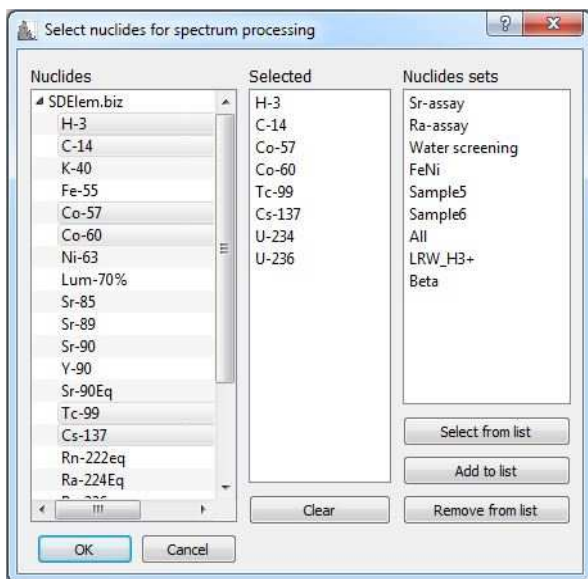 Select nuclides for spectrum processing
Nuclides
SDElem.biz
H-3
C-14
K-40
Fe-55
Co-57
Co-60
Ni-63
Lum-70%
Sr-85
Sr-89
Sr-90
Y-90
Sr-90Eq
Tc-99
Cs-137
Rn-222eq
Ra-224Eq
Selected
H-3
C-14
Co-57
Co-60
Tc-99
Cs-137
U-234
U-236
Clear
Nuclides sets
Sr-assay
Ra-assay
Water screening
FeNi
Sample5
Sample6
All
LRW_H3+
Beta
Select from list
Add to list
Remove from list
OK
Cancel